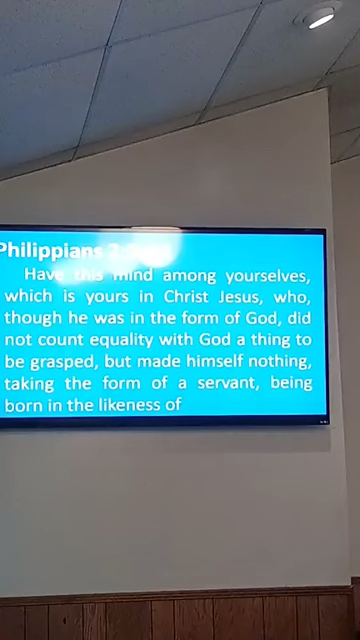 Philippians 2:
Have this mind among yourselves,
which is yours in Christ Jesus, who,
though he was in the form of God, did
not count equality with God a thing to
be grasped, but made himself nothing,
taking the form of a servant, being
born in the likeness of